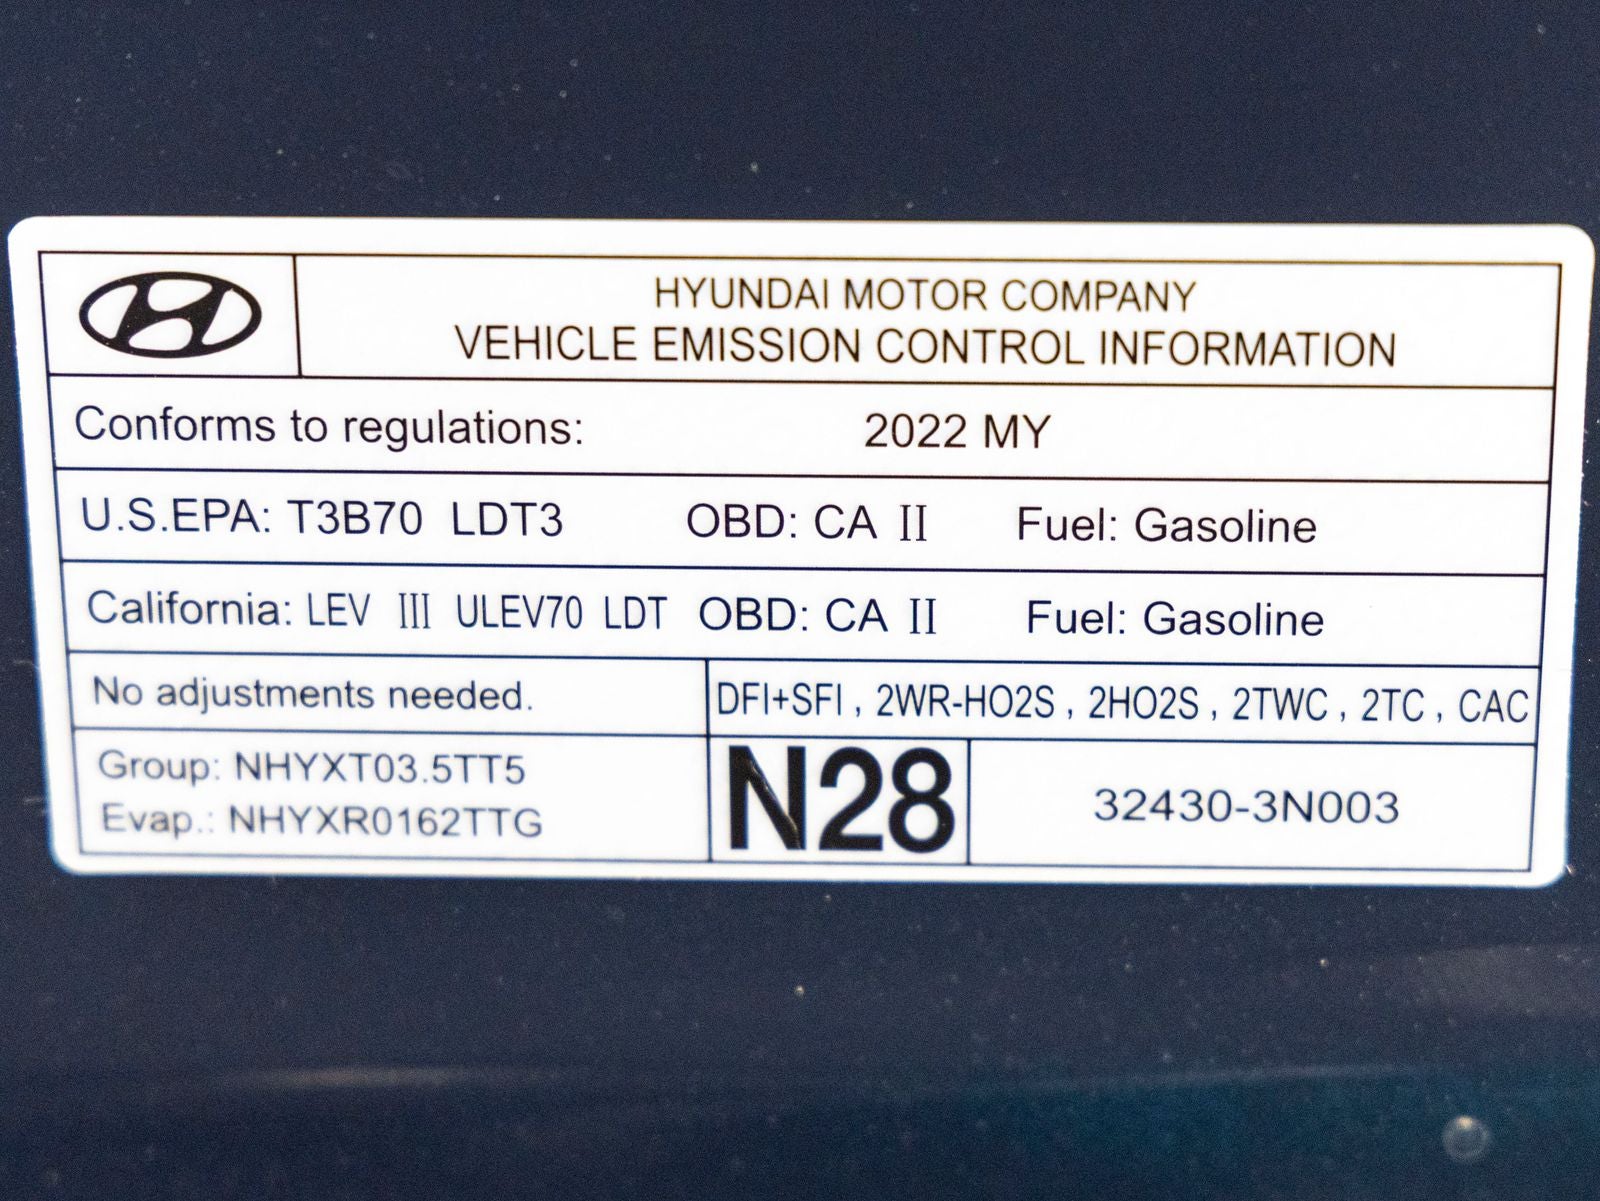 HYUNDAI MOTOR COMPANY
VEHICLE EMISSION CONTROL INFORMATION
Conforms to regulations: 2022 MY
U.S.EPA: T3B70 LDT3 OBD: CA II Fuel: Gasoline
California: LEV III ULEV70 LDT OBD: CA II Fuel: Gasoline
No adjustments needed.
DFI+SFI , 2WR-HO2S , 2HO2S , 2TWC , 2TC , CAC
Group: NHYXT03.5TT5
Evap.: NHYXR0162TTG
N28
32430-3N003